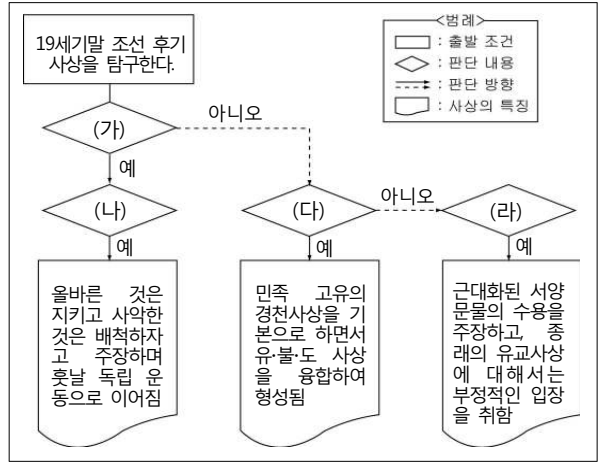 19세기말 조선 후기
사상을 탐구한다.
<범례>
: 출발 조건
: 판단 내용
: 판단 방향
: 사상의 특징
(가)
아니오
예
(나)
(다)
아니오
(라)
예
예
예
올바른 것은
지키고 사악한
것은 배척하자
고 주장하며
훗날 독립 운
동으로 이어짐
민족 고유의
경천사상을 기
본으로 하면서
유·불·도 사상
을 융합하여
형성됨
근대화된 서양
문물의 수용을
주장하고, 종
래의 유교사상
에 대해서는
부정적인 입장
을 취함